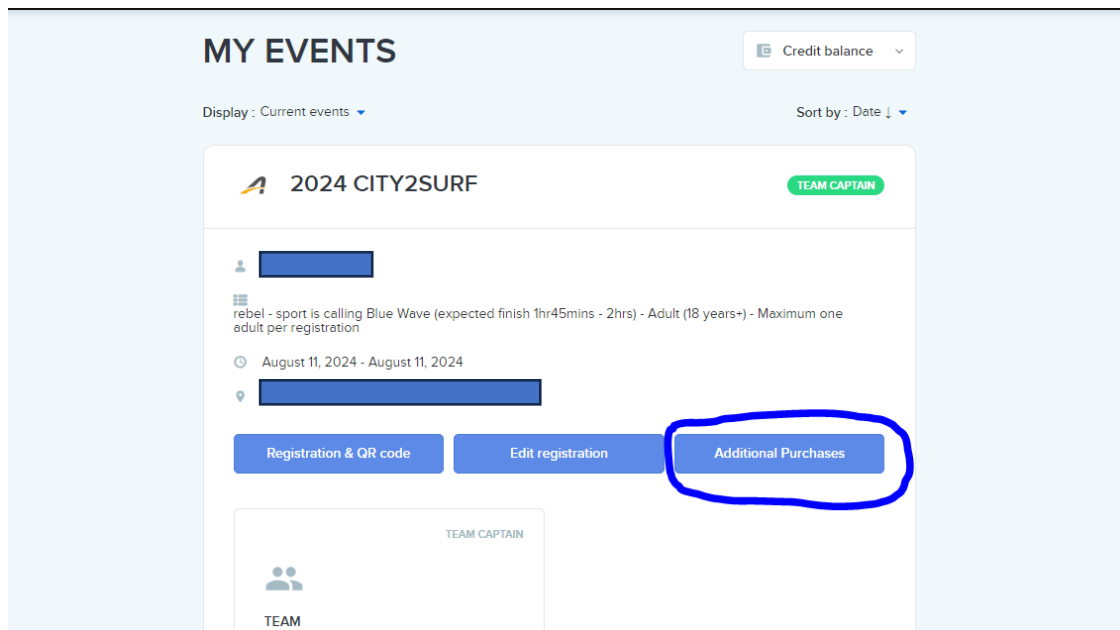 MY EVENTS
Credit balance
Display : Current events
Sort by : Date ↓
2024 CITY2SURF
TEAM CAPTAIN
rebel - sport is calling Blue Wave (expected finish 1hr45mins - 2hrs) - Adult (18 years+) - Maximum one
adult per registration
August 11, 2024 - August 11, 2024
Registration & QR code
Edit registration
Additional Purchases
TEAM CAPTAIN
TEAM